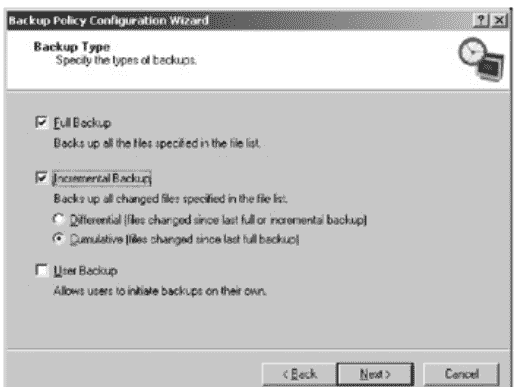 Backup Policy Configuration Wizard
Backup Type
Specify the types of backups.
Full Backup
Backs up all the files specified in the file list.
Incremental Backup
Backs up all changed files specified in the file list.
Differential (files changed since last full or incremental backup)
Cumulative (files changed since last full backup)
User Backup
Allows users to initiate backups on their own.
< Back Next > Cancel